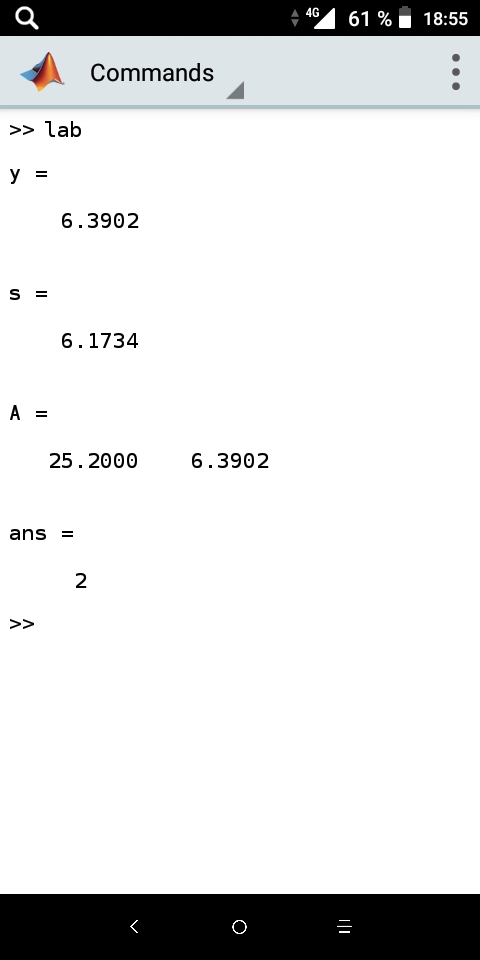 4G 61 % 18:55
Commands
>> lab
y =
6.3902
s =
6.1734
A =
25.2000 6.3902
ans =
2
>>